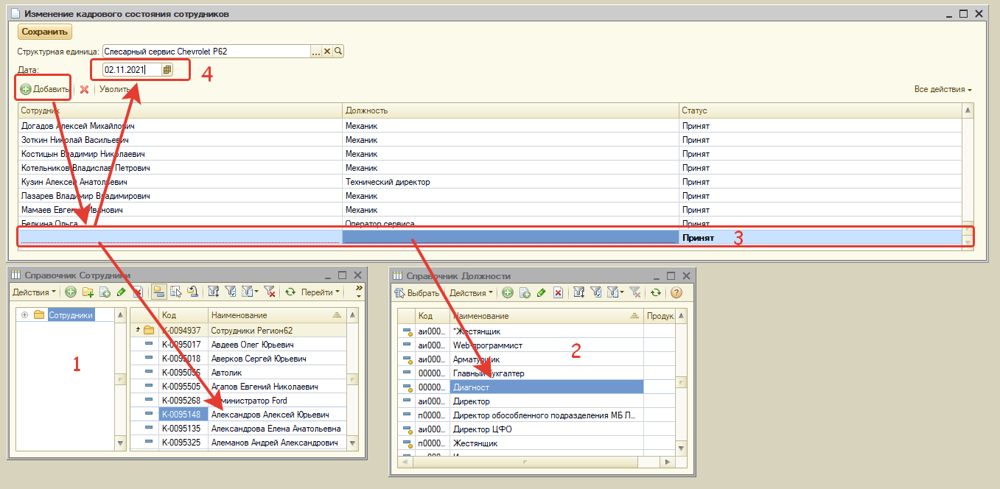 Изменение кадрового состояния сотрудников
Сохранить
Структурная единица: Слесарный сервис Chevrolet P62
Дата: 02.11.2021 4
Добавить Уволить Все действия
Сотрудник Должность Статус
Догадов Алексей Михайлович Механик Принят
Зоткин Николай Васильевич Механик Принят
Костицын Владимир Николаевич Механик Принят
Котельников Владислав Петрович Механик Принят
Кузин Алексей Анатольевич Технический директор Принят
Лазарев Владимир Владимирович Механик Принят
Мамаев Евгений Иванович Механик Принят
Белкина Ольга Оператор сервиса Принят
Принят 3
Справочник Сотрудники
Действия Перейти
Сотрудники
1
Код Наименование
К-0094937 Сотрудники Регион62
К-0095017 Авдеев Олег Юрьевич
К-0095018 Аверков Сергей Юрьевич
К-0095056 Автолик
К-0095505 Агапов Евгений Николаевич
К-0095268 Администратор Ford
К-0095148 Александров Алексей Юрьевич
К-0095135 Александрова Елена Анатольевна
К-0095325 Алеманов Андрей Александрович
Справочник Должности
Выбрать Действия
Код Наименование Продук
аи000... *Жестянщик
аи000... Web-программист
аи000... Арматурщик
00000... Главный бухгалтер
00000... Диагност
аи000... Директор
п0000... Директор обособленного подразделения МБ Л...
аи000... Директор ЦФО
п0000... Жестянщик
2